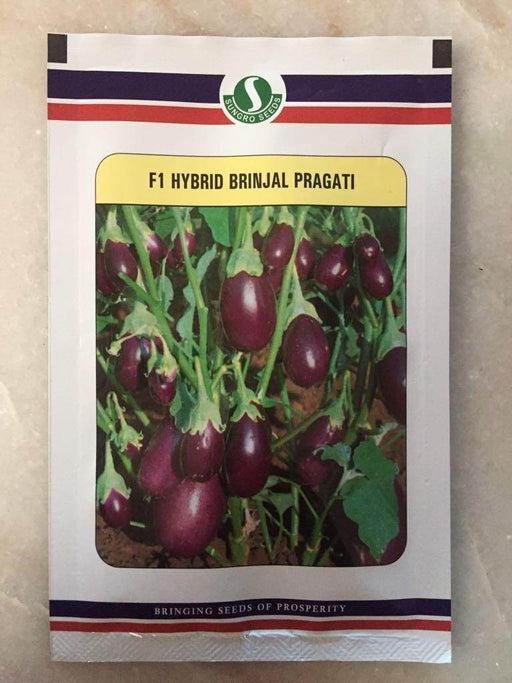 SUNGRO SEEDS
F1 HYBRID BRINJAL PRAGATI
BRINGING SEEDS OF PROSPERITY